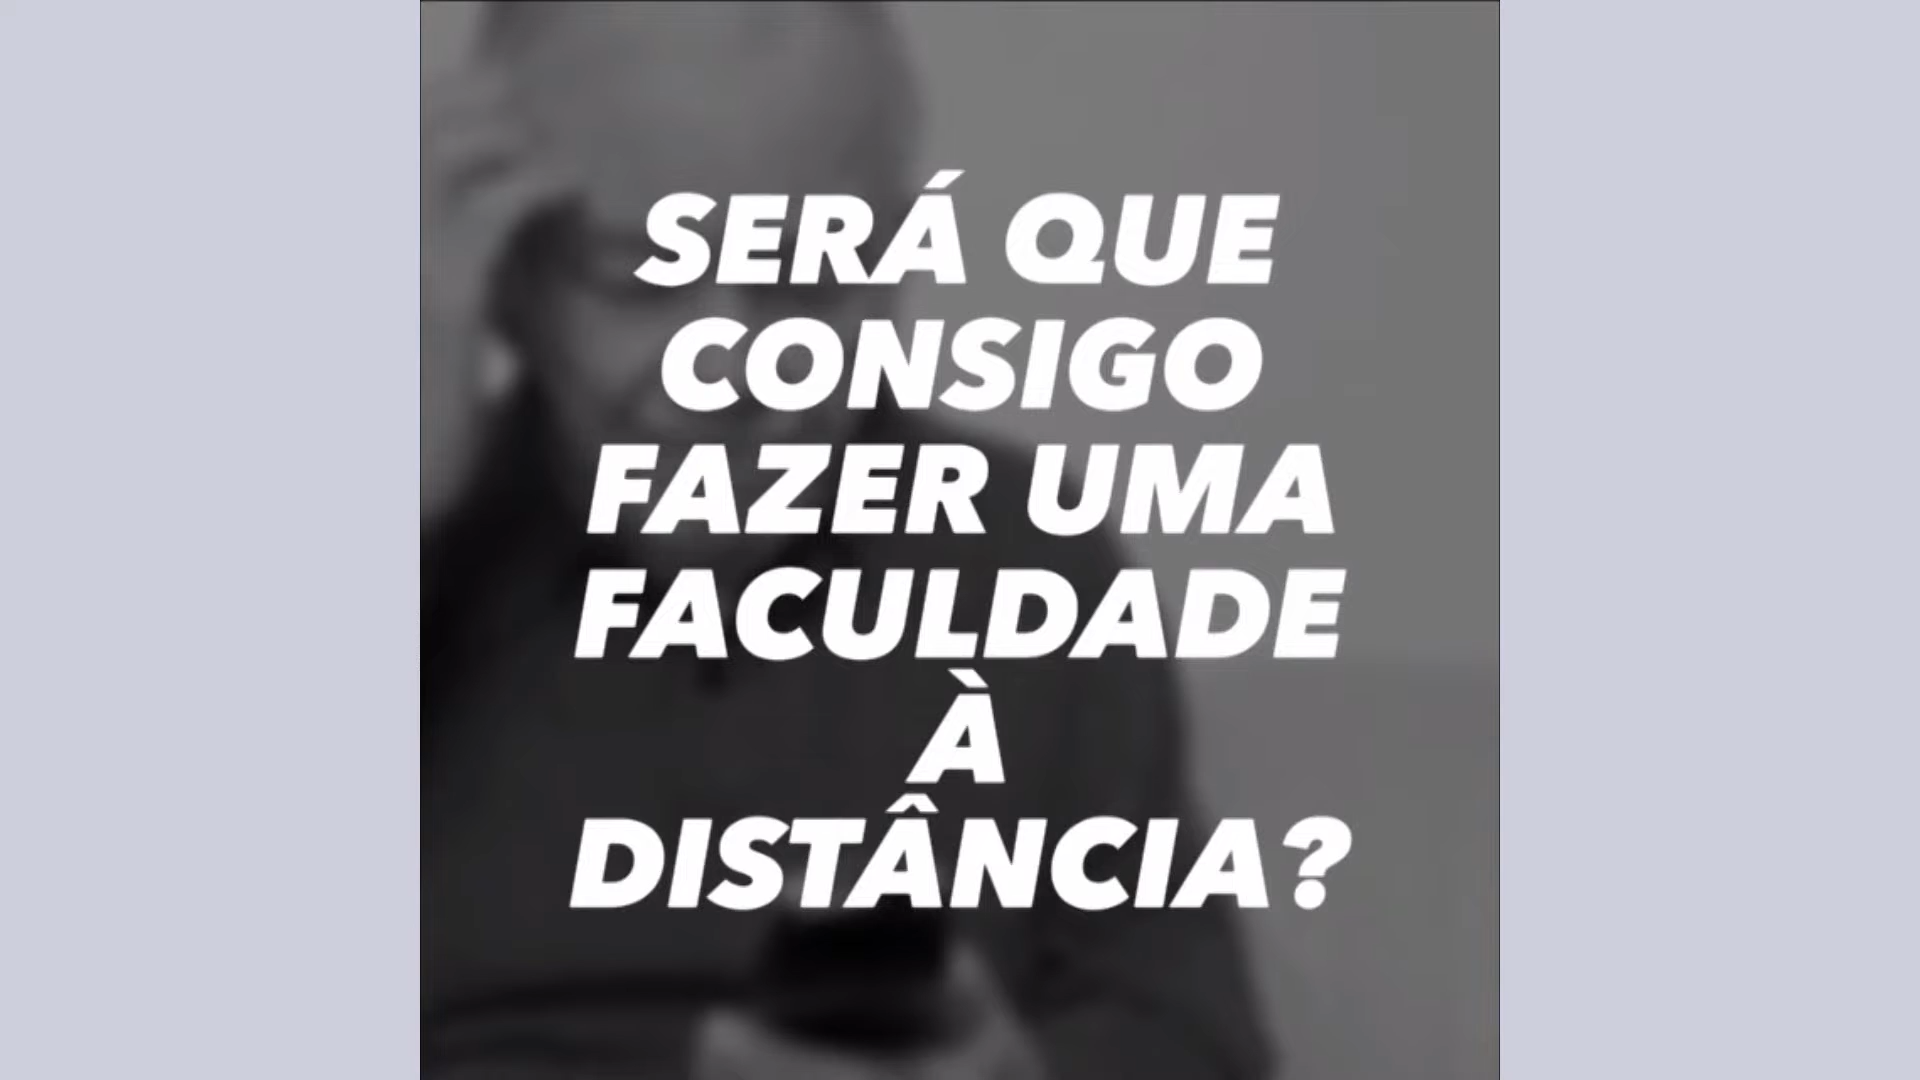 SERÁ QUE
CONSIGO
FAZER UMA
FACULDADE
À
DISTÂNCIA?